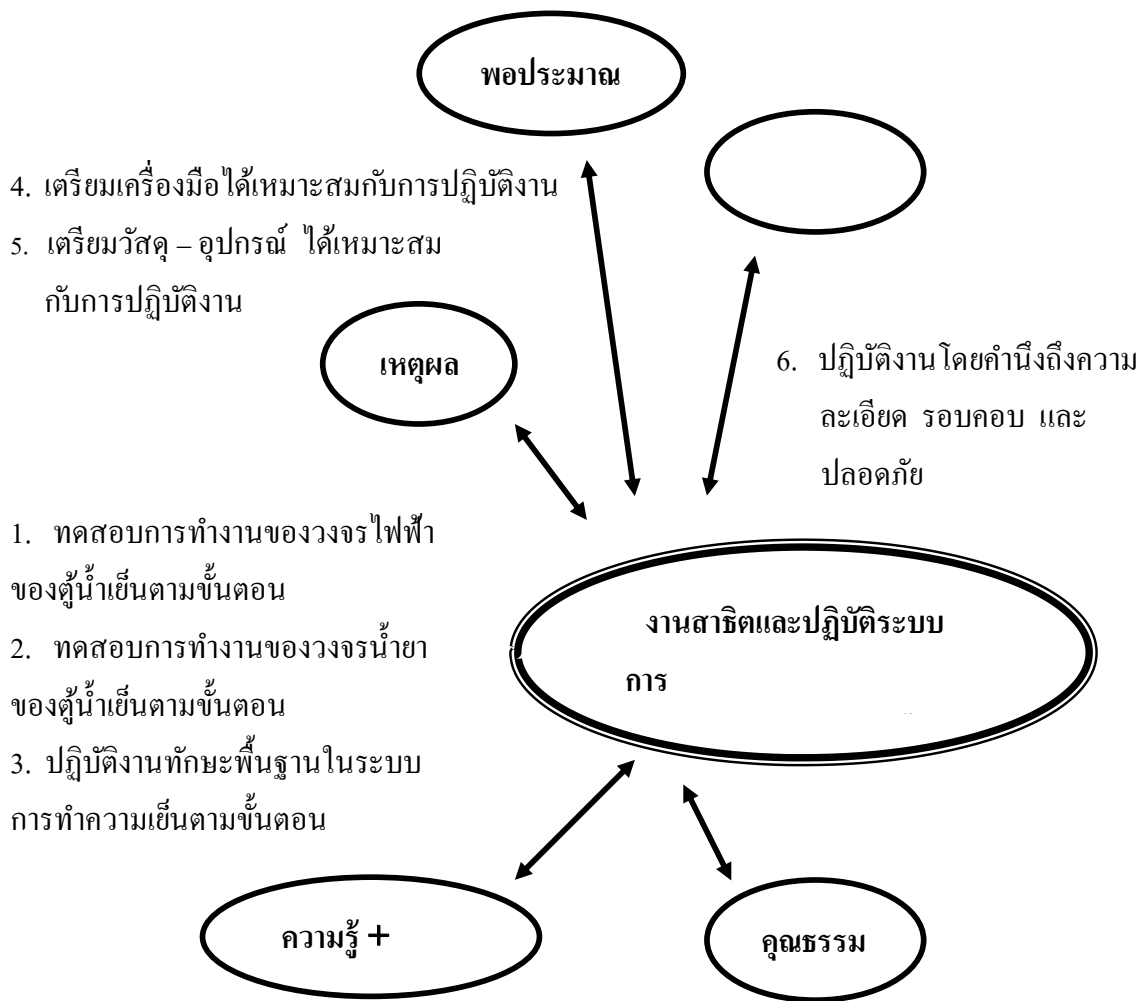 พอประมาณ
4. เตรียมเครื่องมือได้เหมาะสมกับการปฏิบัติงาน
5. เตรียมวัสดุ – อุปกรณ์ ได้เหมาะสม
กับการปฏิบัติงาน
เหตุผล
6. ปฏิบัติงานโดยคำนึงถึงความ
ละเอียด รอบคอบ และ
ปลอดภัย
1. ทดสอบการทำงานของวงจรไฟฟ้า
ของตู้น้ำเย็นตามขั้นตอน
2. ทดสอบการทำงานของวงจรน้ำยา
ของตู้น้ำเย็นตามขั้นตอน
3. ปฏิบัติงานทักษะพื้นฐานในระบบ
การทำความเย็นตามขั้นตอน
งานสาธิตและปฏิบัติระบบ
การ
ความรู้ +
คุณธรรม